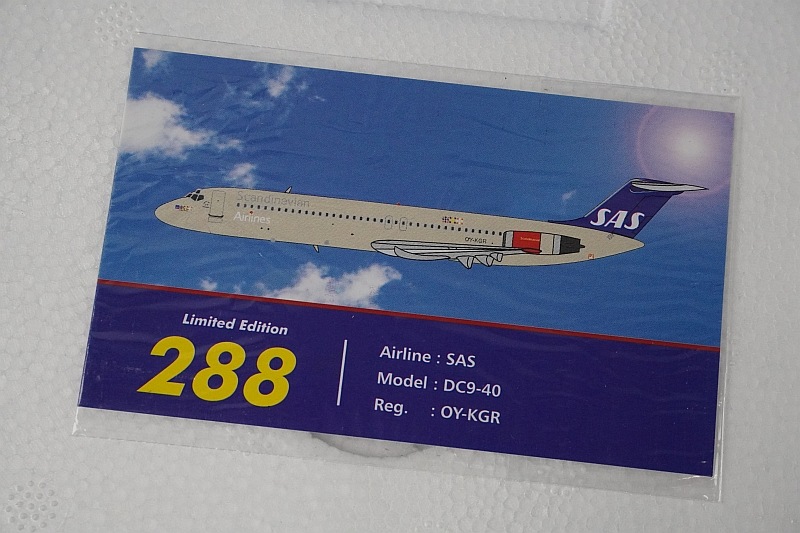 Scandinavian
Airlines
OY-KGR
SAS
Limited Edition
288
Airline : SAS
Model : DC9-40
Reg. : OY-KGR